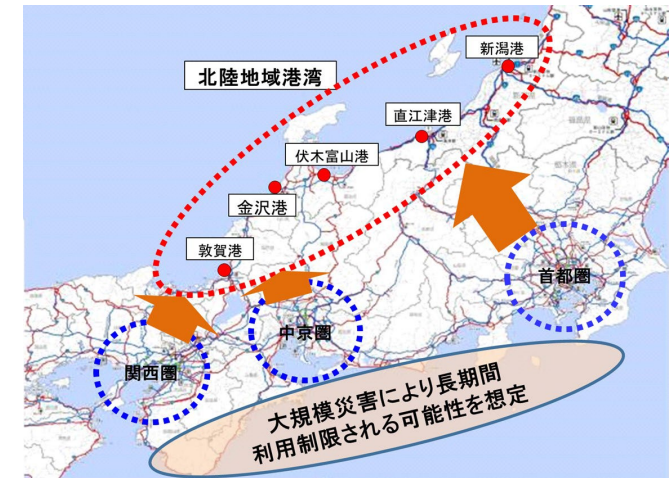 新潟港
北陸地域港湾
直江津港
伏木富山港
金沢港
敦賀港
首都圏
中京圏
関西圏
大規模災害により長期間
利用制限される可能性を想定